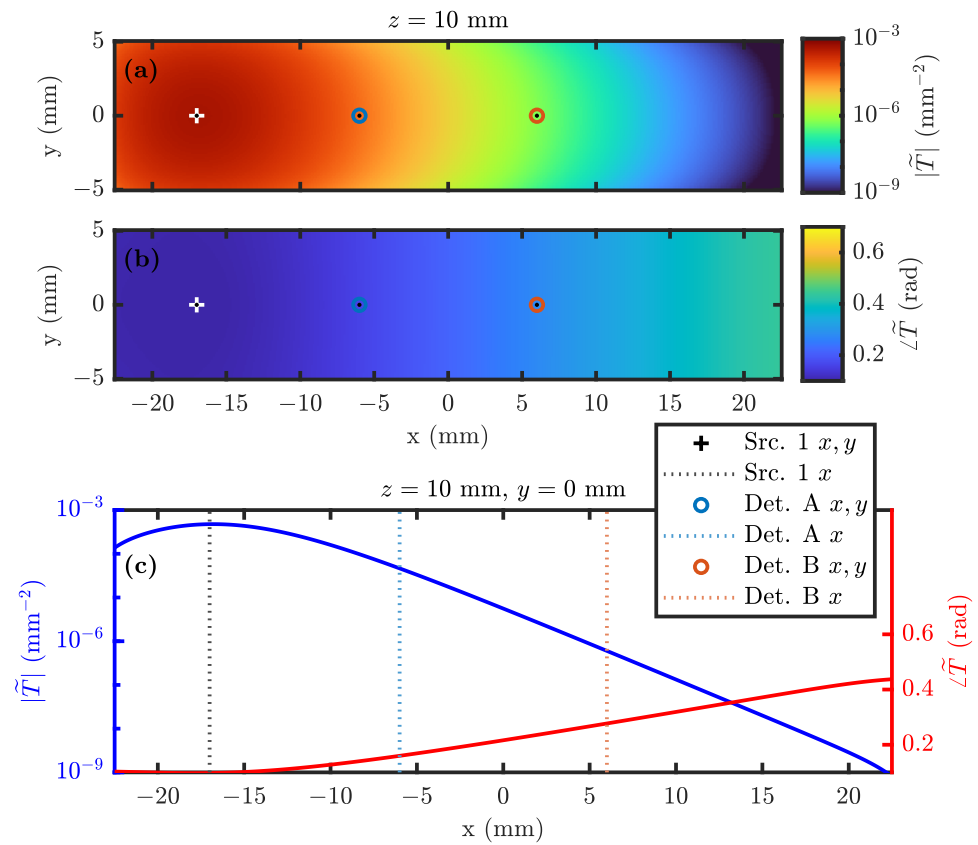 z = 10 mm
(a)
5
0
−5
y (mm)
10⁻³
10⁻⁶
10⁻⁹
|T̃| (mm⁻²)
(b)
5
0
−5
y (mm)
0.6
0.4
0.2
∠T̃ (rad)
−20 −15 −10 −5 0 5 10 15 20
x (mm)
Src. 1 x, y
Src. 1 x
Det. A x, y
Det. A x
Det. B x, y
Det. B x
z = 10 mm, y = 0 mm
(c)
10⁻³
10⁻⁶
10⁻⁹
|T̃| (mm⁻²)
0.6
0.4
0.2
∠T̃ (rad)
−20 −15 −10 −5 0 5 10 15 20
x (mm)